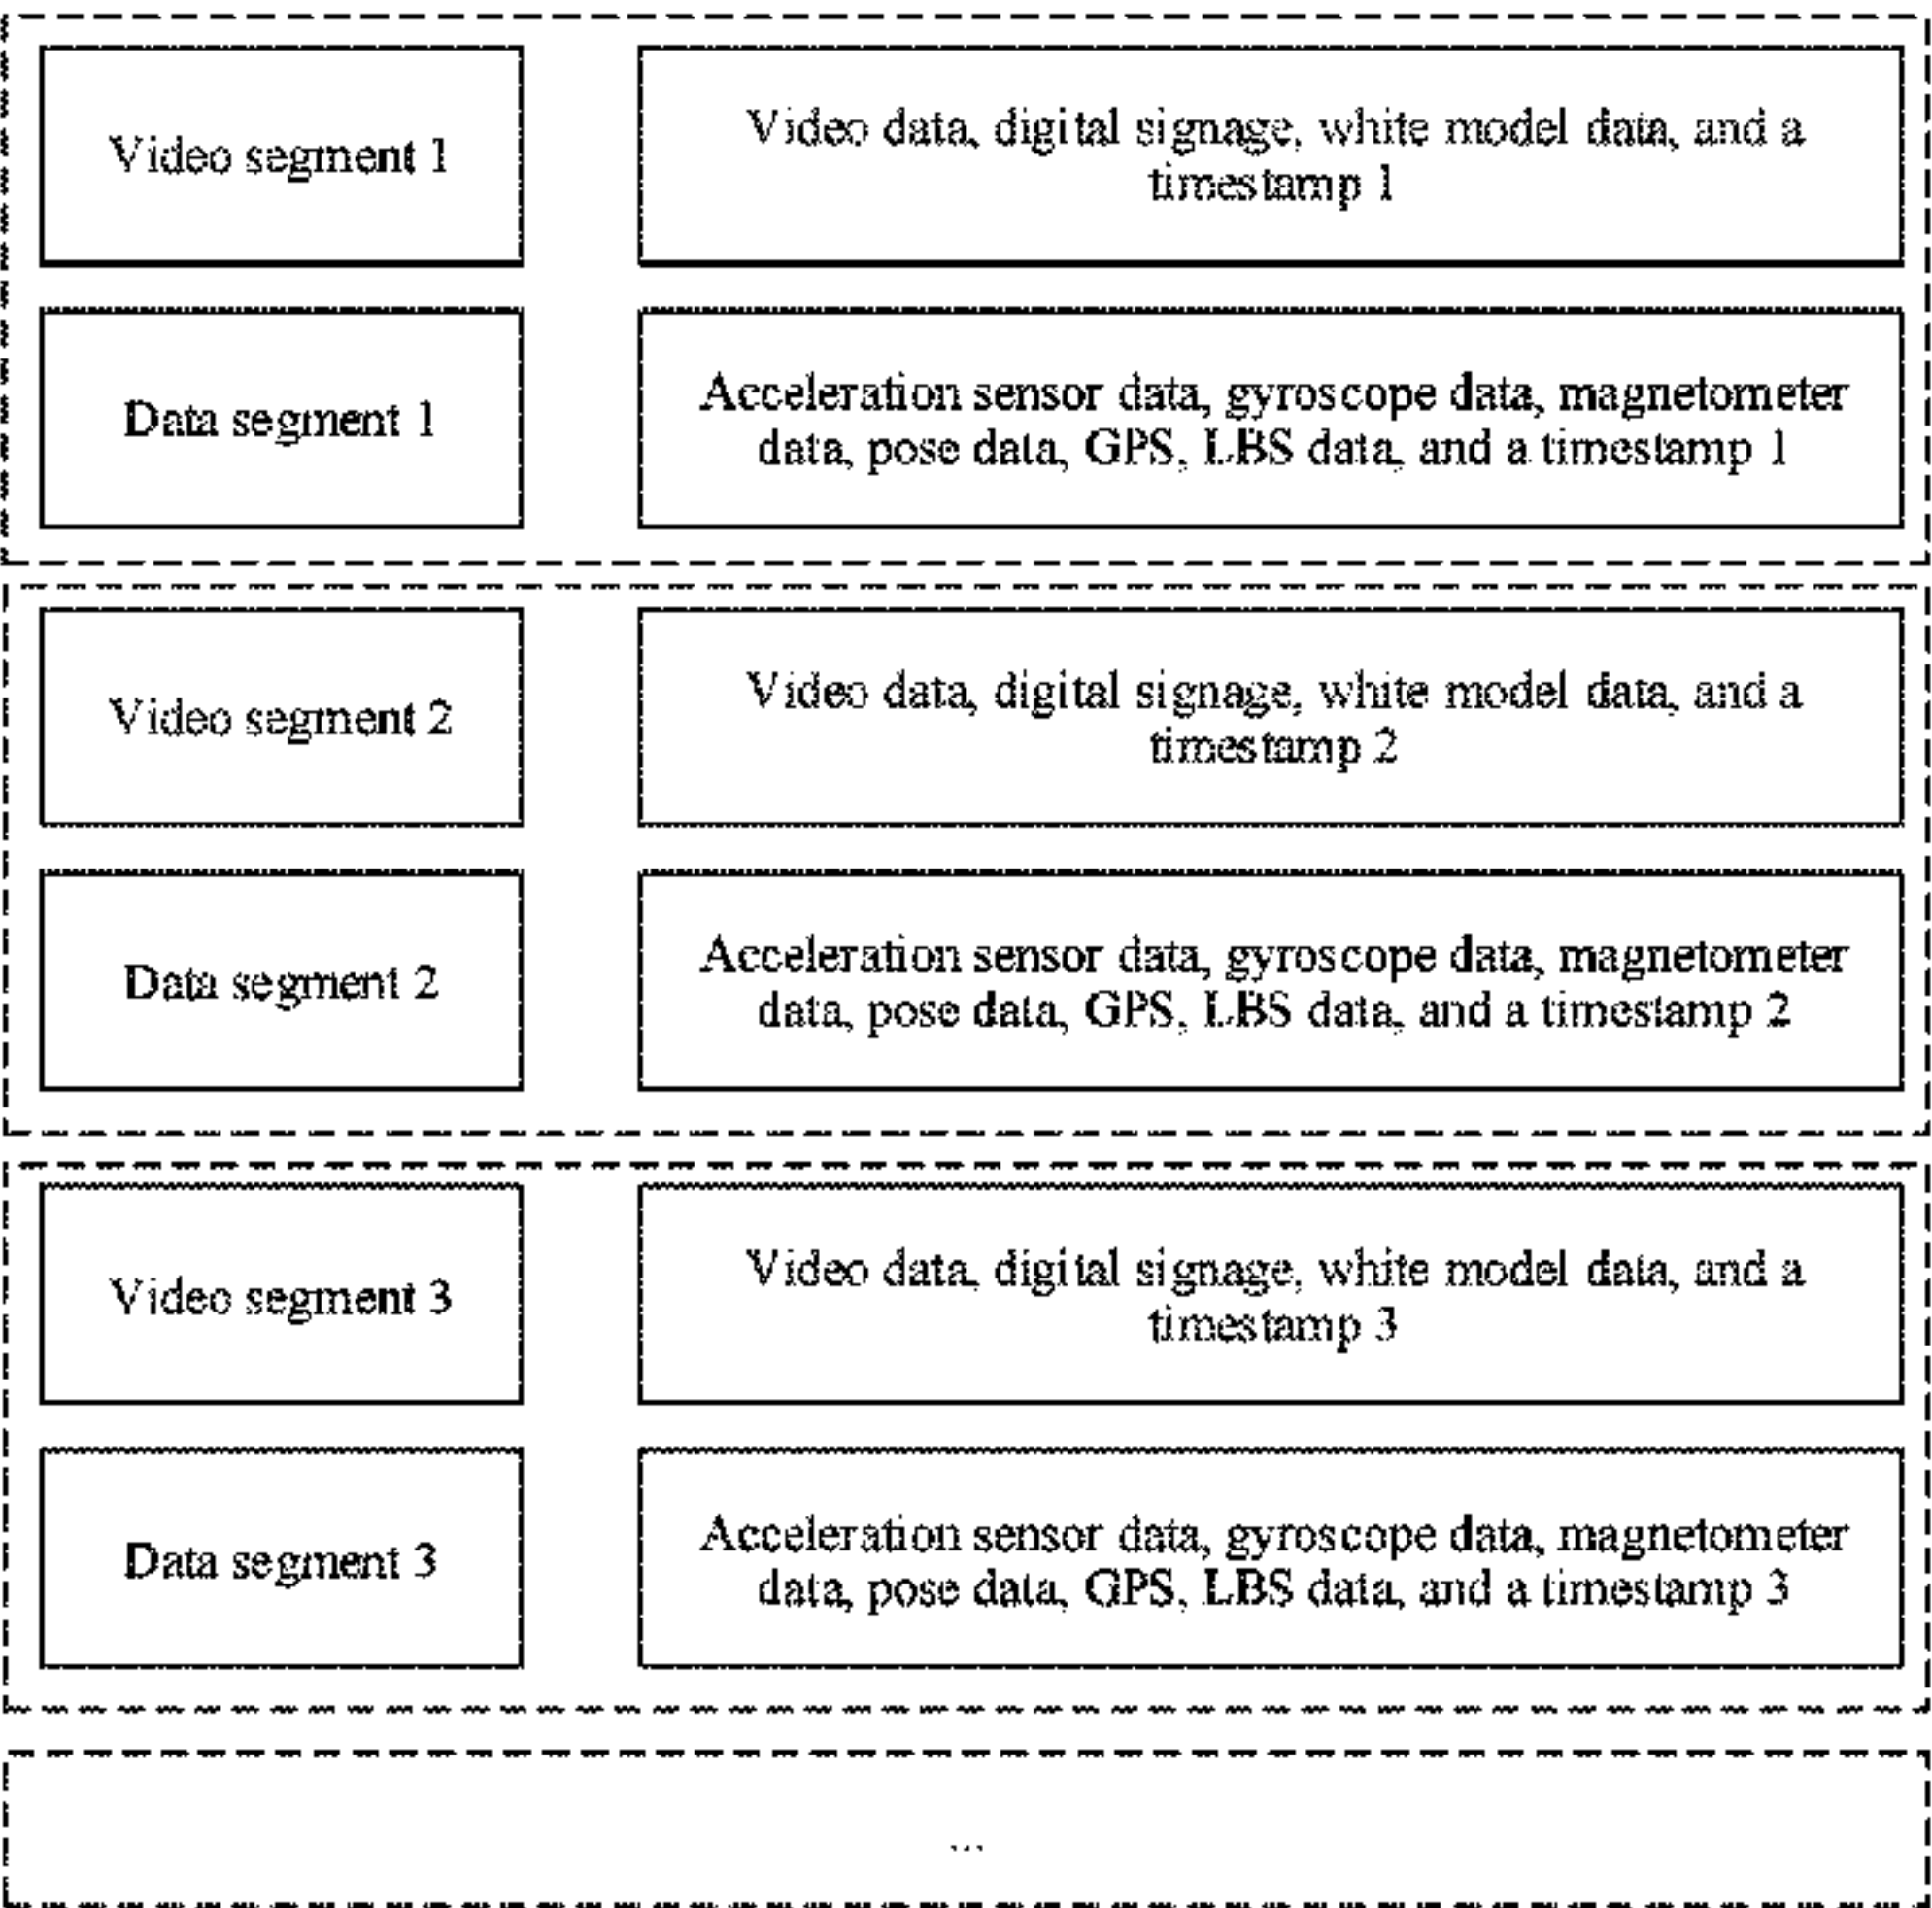 Video segment 1
Video data, digital signage, white model data, and a
timestamp 1
Data segment 1
Acceleration sensor data, gyroscope data, magnetometer
data, pose data, GPS, LBS data, and a timestamp 1
Video segment 2
Video data, digital signage, white model data, and a
timestamp 2
Data segment 2
Acceleration sensor data, gyroscope data, magnetometer
data, pose data, GPS, LBS data, and a timestamp 2
Video segment 3
Video data, digital signage, white model data, and a
timestamp 3
Data segment 3
Acceleration sensor data, gyroscope data, magnetometer
data, pose data, GPS, LBS data, and a timestamp 3
...